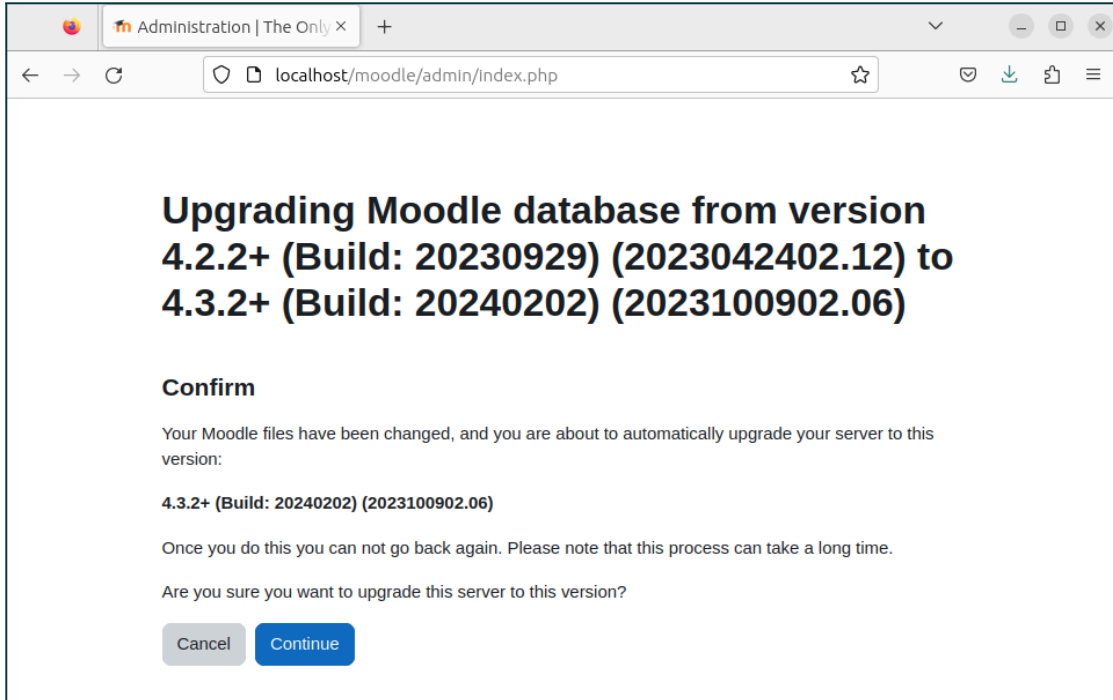 Administration | The Only
localhost/moodle/admin/index.php
Upgrading Moodle database from version
4.2.2+ (Build: 20230929) (2023042402.12) to
4.3.2+ (Build: 20240202) (2023100902.06)
Confirm
Your Moodle files have been changed, and you are about to automatically upgrade your server to this
version:
4.3.2+ (Build: 20240202) (2023100902.06)
Once you do this you can not go back again. Please note that this process can take a long time.
Are you sure you want to upgrade this server to this version?
Cancel Continue